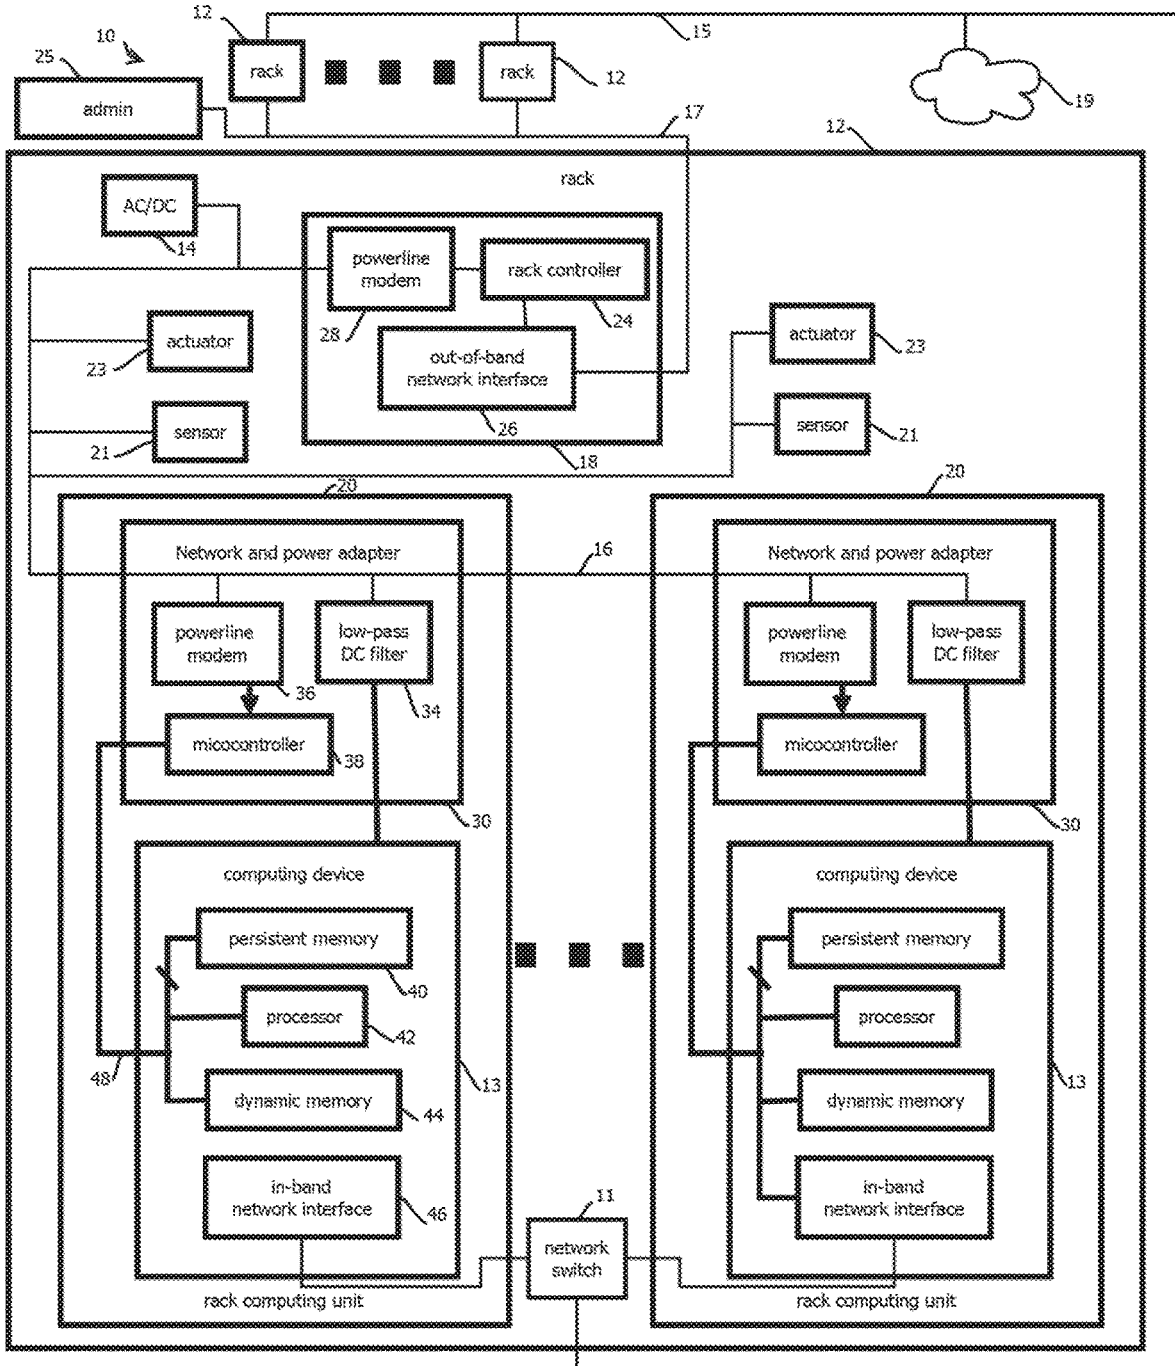 12
10
15
25
rack
rack
12
admin
19
17
12
rack
AC/DC
14
powerline
modem
rack controller
28
24
actuator
23
actuator
23
out-of-band
network interface
26
sensor
21
sensor
21
18
20
20
Network and power adapter
16
Network and power adapter
powerline
modem
low-pass
DC filter
powerline
modem
low-pass
DC filter
36
34
micocontroller
38
micocontroller
30
30
computing device
computing device
persistent memory
persistent memory
40
processor
42
processor
48
13
13
dynamic memory
44
dynamic memory
in-band
network interface
46
in-band
network interface
11
network
switch
rack computing unit
rack computing unit